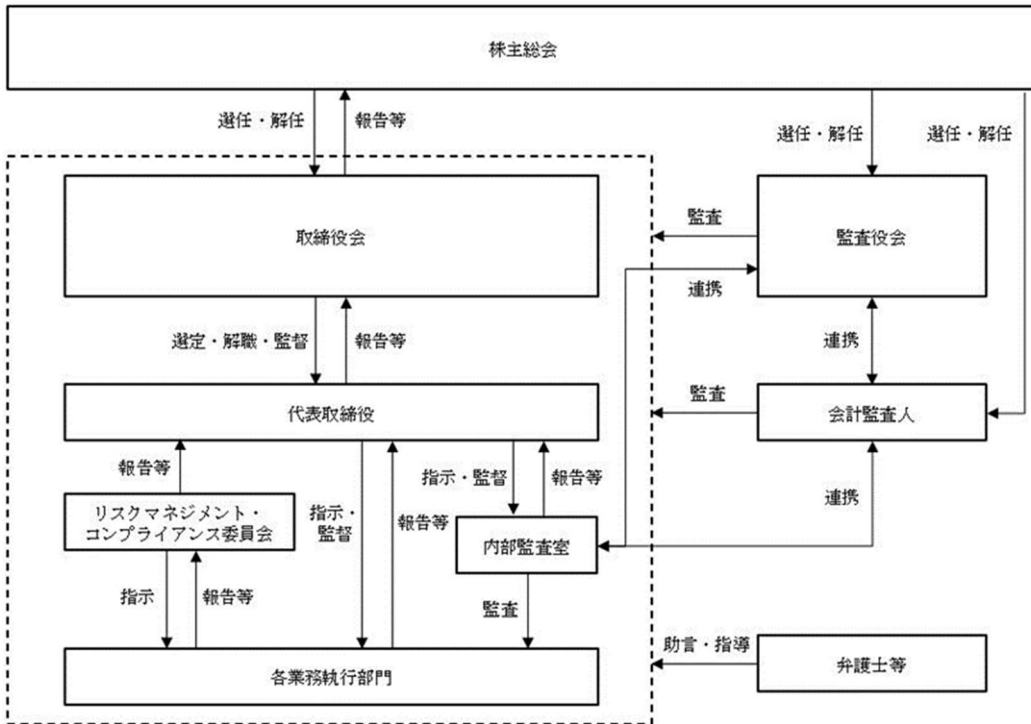 株主総会
選任・解任
報告等
選任・解任
選任・解任
取締役会
監査
監査役会
連携
選定・解職・監督
報告等
連携
代表取締役
監査
会計監査人
報告等
指示・監督
報告等
連携
リスクマネジメント・
コンプライアンス委員会
指示・
監督
報告等
内部監査室
指示
報告等
監査
各業務執行部門
助言・指導
弁護士等